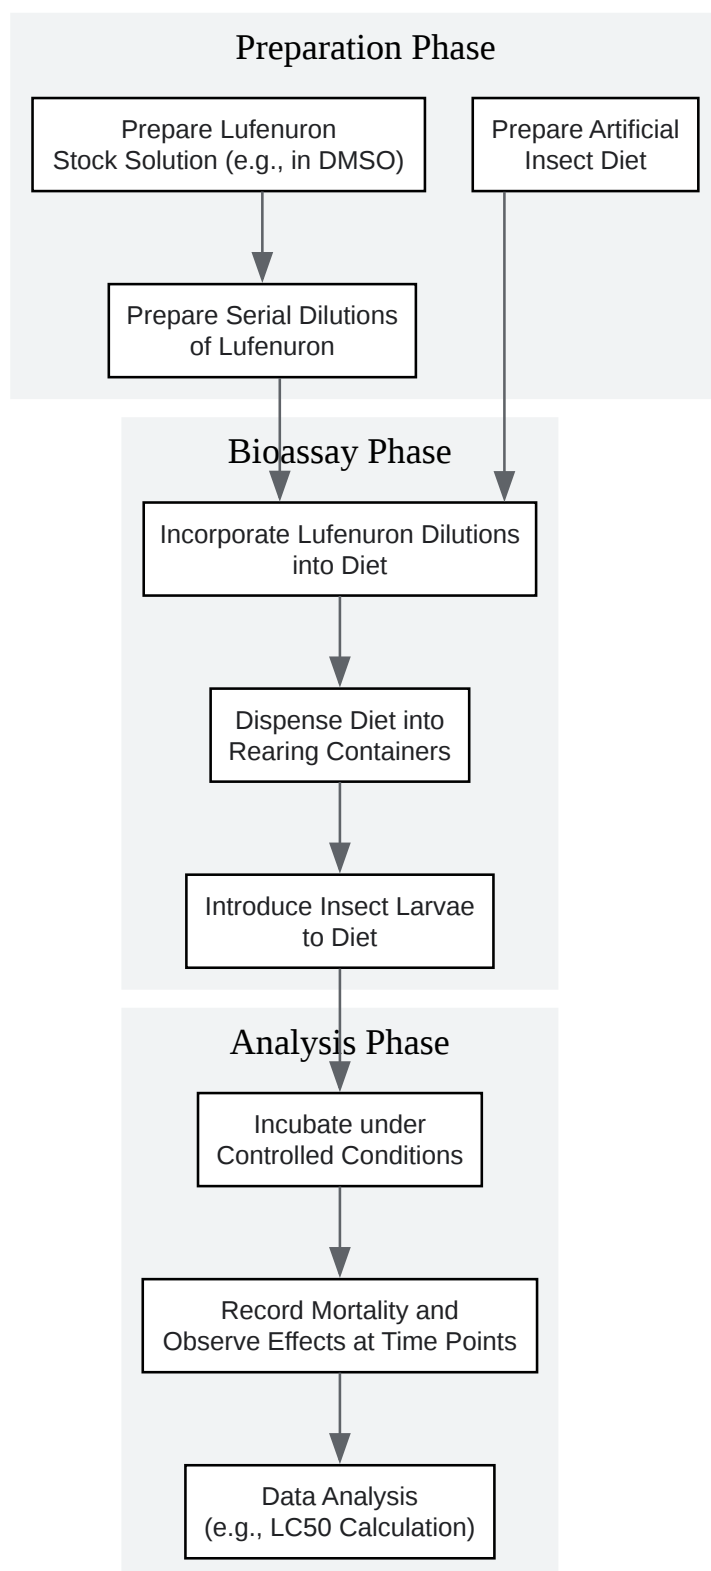 Preparation Phase
Prepare Lufenuron
Stock Solution (e.g., in DMSO)
Prepare Artificial
Insect Diet
Prepare Serial Dilutions
of Lufenuron
Bioassay Phase
Incorporate Lufenuron Dilutions
into Diet
Dispense Diet into
Rearing Containers
Introduce Insect Larvae
to Diet
Analysis Phase
Incubate under
Controlled Conditions
Record Mortality and
Observe Effects at Time Points
Data Analysis
(e.g., LC50 Calculation)